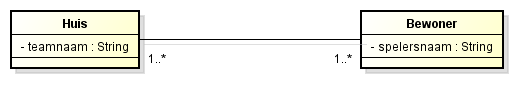 Huis
- teamnaam : String
1..*
Bewoner
- spelersnaam : String
1..*